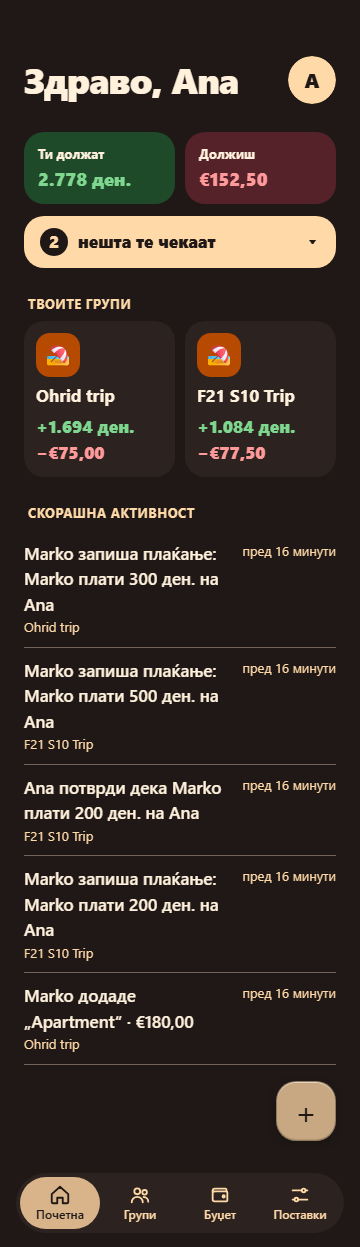 Здраво, Ana
A
Ти должат
2.778 ден.
Должиш
€152,50
2 нешта те чекаат
ТВОИТЕ ГРУПИ
Ohrid trip
+1.694 ден.
−€75,00
F21 S10 Trip
+1.084 ден.
−€77,50
СКОРАШНА АКТИВНОСТ
Marko запиша плаќање:
Marko плати 300 ден. на
Ana
пред 16 минути
Ohrid trip
Marko запиша плаќање:
Marko плати 500 ден. на
Ana
пред 16 минути
F21 S10 Trip
Ana потврди дека Marko
плати 200 ден. на Ana
пред 16 минути
F21 S10 Trip
Marko запиша плаќање:
Marko плати 200 ден. на
Ana
пред 16 минути
F21 S10 Trip
Marko додаде
„Apartment“ · €180,00
пред 16 минути
Ohrid trip
+
Почетна
Групи
Буџет
Поставки